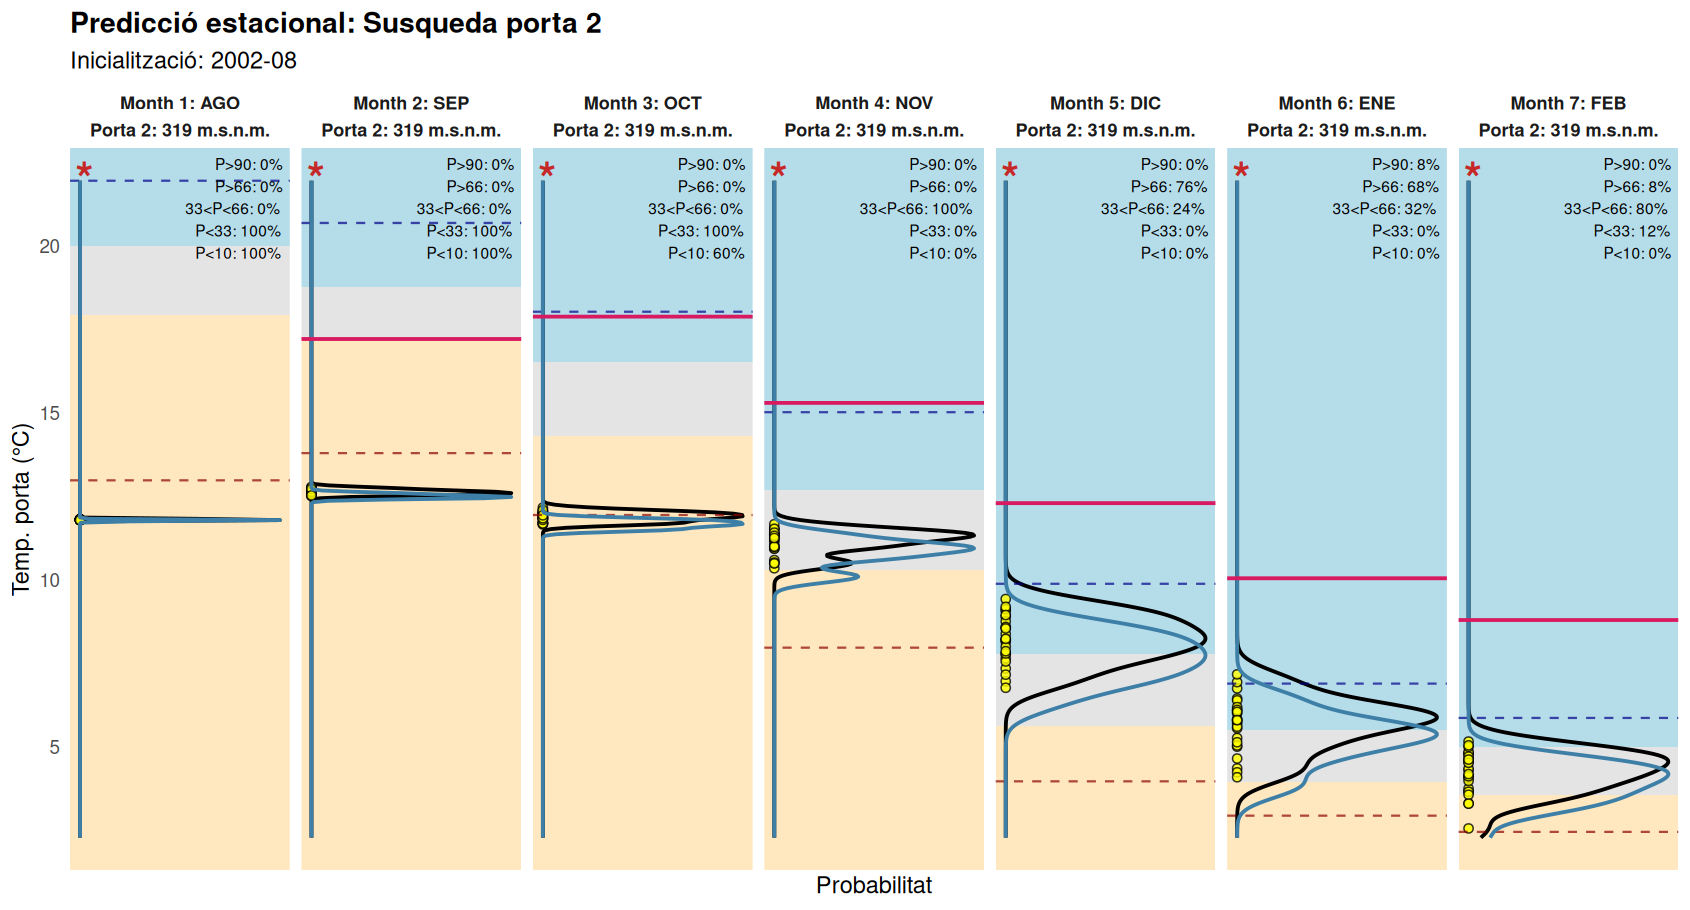 Predicció estacional: Susqueda porta 2
Inicialització: 2002-08
Month 1: AGO
Porta 2: 319 m.s.n.m.
Month 2: SEP
Porta 2: 319 m.s.n.m.
Month 3: OCT
Porta 2: 319 m.s.n.m.
Month 4: NOV
Porta 2: 319 m.s.n.m.
Month 5: DIC
Porta 2: 319 m.s.n.m.
Month 6: ENE
Porta 2: 319 m.s.n.m.
Month 7: FEB
Porta 2: 319 m.s.n.m.
*
P>90: 0%
P>66: 0%
33<P<66: 0%
P<33: 100%
P<10: 100%
*
P>90: 0%
P>66: 0%
33<P<66: 0%
P<33: 100%
P<10: 100%
*
P>90: 0%
P>66: 0%
33<P<66: 0%
P<33: 100%
P<10: 60%
*
P>90: 0%
P>66: 0%
33<P<66: 100%
P<33: 0%
P<10: 0%
*
P>90: 0%
P>66: 76%
33<P<66: 24%
P<33: 0%
P<10: 0%
*
P>90: 8%
P>66: 68%
33<P<66: 32%
P<33: 0%
P<10: 0%
*
P>90: 0%
P>66: 8%
33<P<66: 80%
P<33: 12%
P<10: 0%
20
15
10
5
Temp. porta (°C)
Probabilitat